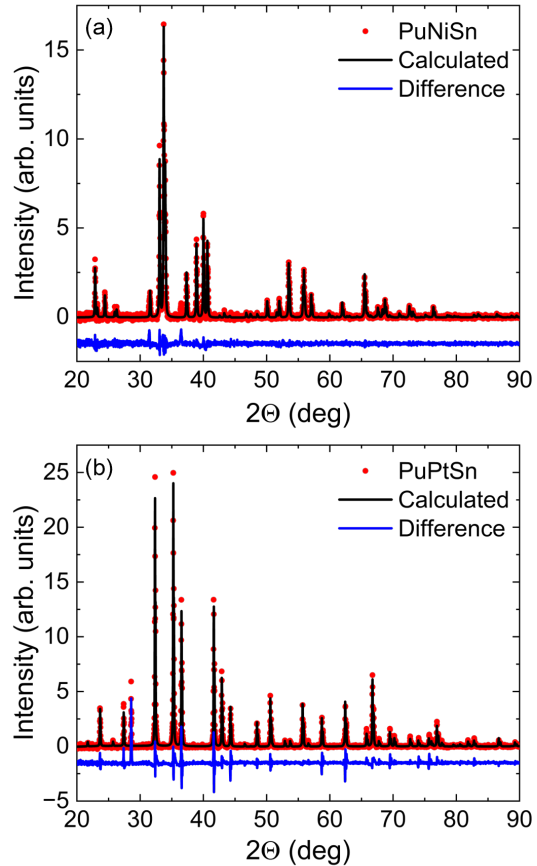 (a)
PuNiSn
Calculated
Difference
Intensity (arb. units)
15
10
5
0
20 30 40 50 60 70 80 90
2Θ (deg)
(b)
PuPtSn
Calculated
Difference
Intensity (arb. units)
25
20
15
10
5
0
−5
20 30 40 50 60 70 80 90
2Θ (deg)